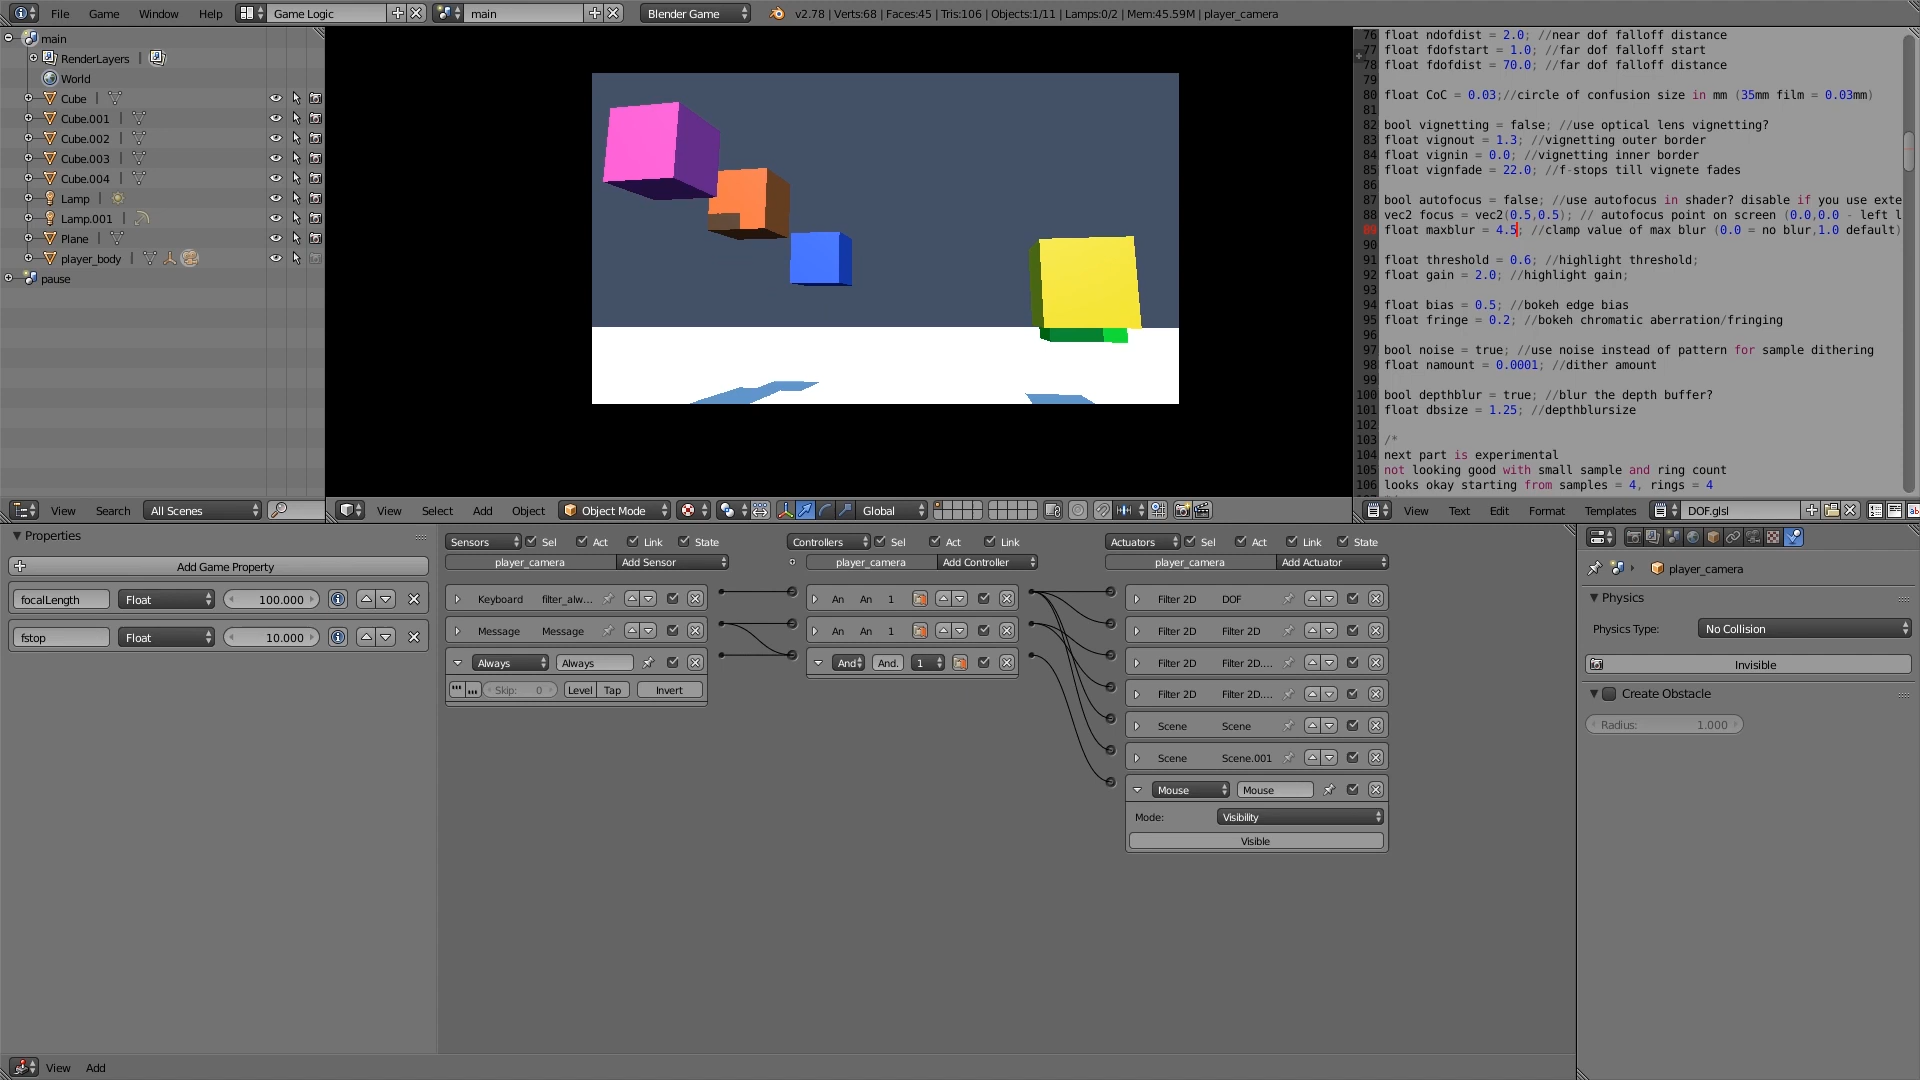 File Game Window Help Game Logic main Blender Game v2.78 | Verts:68 | Faces:45 | Tris:106 | Objects:1/11 | Lamps:0/2 | Mem:45.59M | player_camera
main
RenderLayers |
World
Cube |
Cube.001 |
Cube.002 |
Cube.003 |
Cube.004 |
Lamp |
Lamp.001 |
Plane |
player_body |
pause
View Search All Scenes
View Select Add Object Object Mode Global
76 float ndofdist = 2.0; //near dof falloff distance
77 float fdofstart = 1.0; //far dof falloff start
78 float fdofdist = 70.0; //far dof falloff distance
79
80 float CoC = 0.03;//circle of confusion size in mm (35mm film = 0.03mm)
81
82 bool vignetting = false; //use optical lens vignetting?
83 float vignout = 1.3; //vignetting outer border
84 float vignin = 0.0; //vignetting inner border
85 float vignfade = 22.0; //f-stops till vignete fades
86
87 bool autofocus = false; //use autofocus in shader? disable if you use exte
88 vec2 focus = vec2(0.5,0.5); // autofocus point on screen (0.0,0.0 - left l
89 float maxblur = 4.5; //clamp value of max blur (0.0 = no blur,1.0 default)
90
91 float threshold = 0.6; //highlight threshold;
92 float gain = 2.0; //highlight gain;
93
94 float bias = 0.5; //bokeh edge bias
95 float fringe = 0.2; //bokeh chromatic aberration/fringing
96
97 bool noise = true; //use noise instead of pattern for sample dithering
98 float namount = 0.0001; //dither amount
99
100 bool depthblur = true; //blur the depth buffer?
101 float dbsize = 1.25; //depthblursize
102
103 /*
104 next part is experimental
105 not looking good with small sample and ring count
106 looks okay starting from samples = 4, rings = 4
View Text Edit Format Templates DOF.glsl
Properties
Add Game Property
focalLength Float 100.000
fstop Float 10.000
Sensors Sel Act Link State
player_camera Add Sensor
Keyboard filter_alw...
Message Message
Always Always
Skip: 0 Level Tap Invert
Controllers Sel Act Link
player_camera Add Controller
An An 1
An An 1
And And. 1
Actuators Sel Act Link State
player_camera Add Actuator
Filter 2D DOF
Filter 2D Filter 2D
Filter 2D Filter 2D....
Filter 2D Filter 2D....
Scene Scene
Scene Scene.001
Mouse Mouse
Mode: Visibility
Visible
player_camera
Physics
Physics Type: No Collision
Invisible
Create Obstacle
Radius: 1.000
View Add